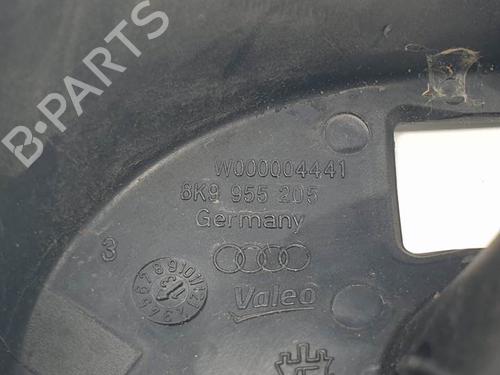 B-PARTS
W000004441
8K9 955 205
Germany
3
Valeo